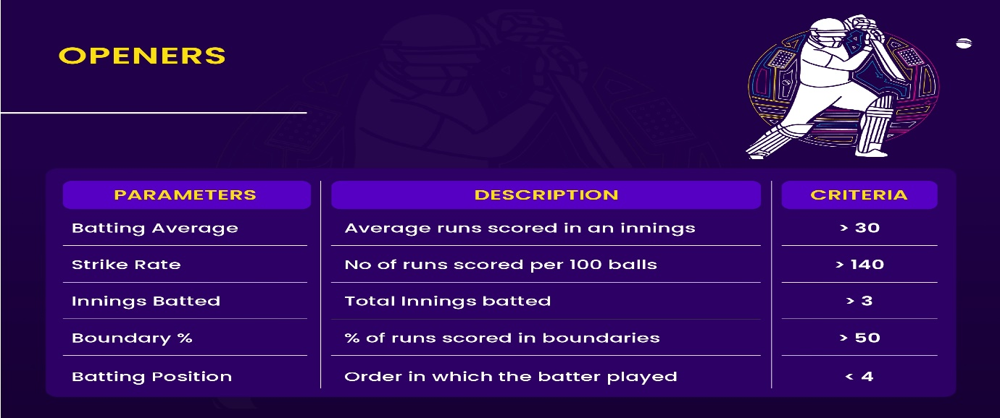 OPENERS
PARAMETERS DESCRIPTION CRITERIA
Batting Average Average runs scored in an innings > 30
Strike Rate No of runs scored per 100 balls > 140
Innings Batted Total Innings batted > 3
Boundary % % of runs scored in boundaries > 50
Batting Position Order in which the batter played < 4